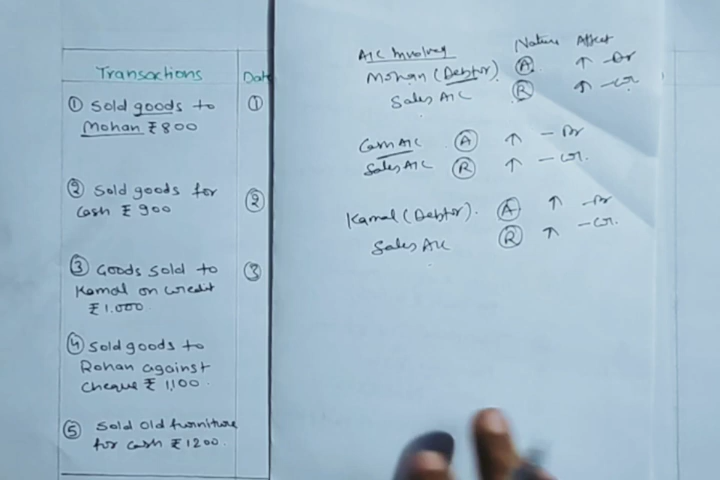 Transactions
Date
① Sold goods to
Mohan ₹ 800
①
② Sold goods for
Cash ₹ 900
②
③ Goods sold to
Kamal on credit
₹ 1.000
③
④ Sold goods to
Rohan against
cheque ₹ 1,100.
⑤ Sold old furniture
for cash ₹ 1200.
A/C Involved Nature Affect
Mohan (Debtor). Ⓐ ↑ - Dr
Sales A/C Ⓡ ↑ - Cr.
Cash A/C Ⓐ ↑ - Dr
Sales A/C Ⓡ ↑ - Cr.
Kamal (Debtor). Ⓐ ↑ - Dr
Sales A/C Ⓡ ↑ - Cr.